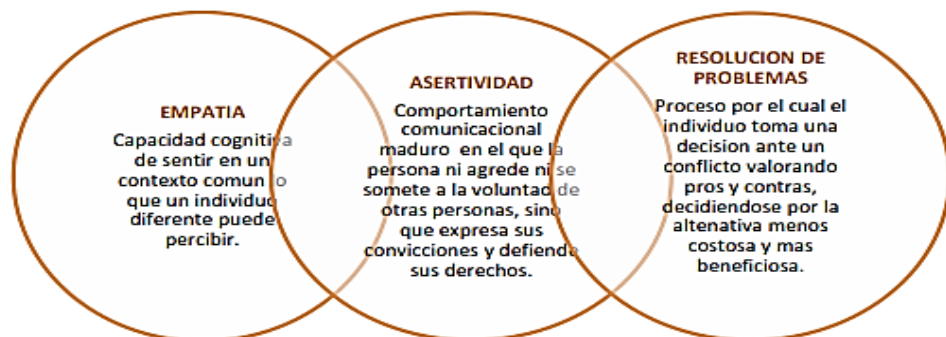 EMPATIA
Capacidad cognitiva
de sentir en un
contexto comun lo
que un individuo
diferente puede
percibir.
ASERTIVIDAD
Comportamiento
comunicacional
maduro en el que la
persona ni agrede ni se
somete a la voluntad de
otras personas, sino
que expresa sus
convicciones y defiende
sus derechos.
RESOLUCION DE
PROBLEMAS
Proceso por el cual el
individuo toma una
decision ante un
conflicto valorando
pros y contras,
decidiendose por la
altenativa menos
costosa y mas
beneficiosa.